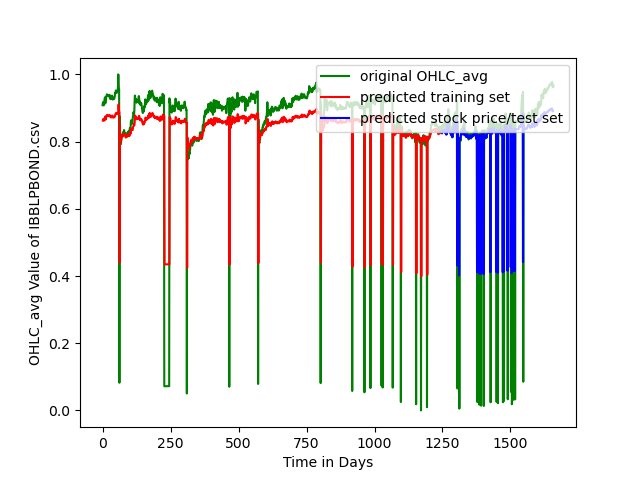 original OHLC_avg
predicted training set
predicted stock price/test set
OHLC_avg Value of IBBLPBOND.csv
1.0
0.8
0.6
0.4
0.2
0.0
0 250 500 750 1000 1250 1500
Time in Days